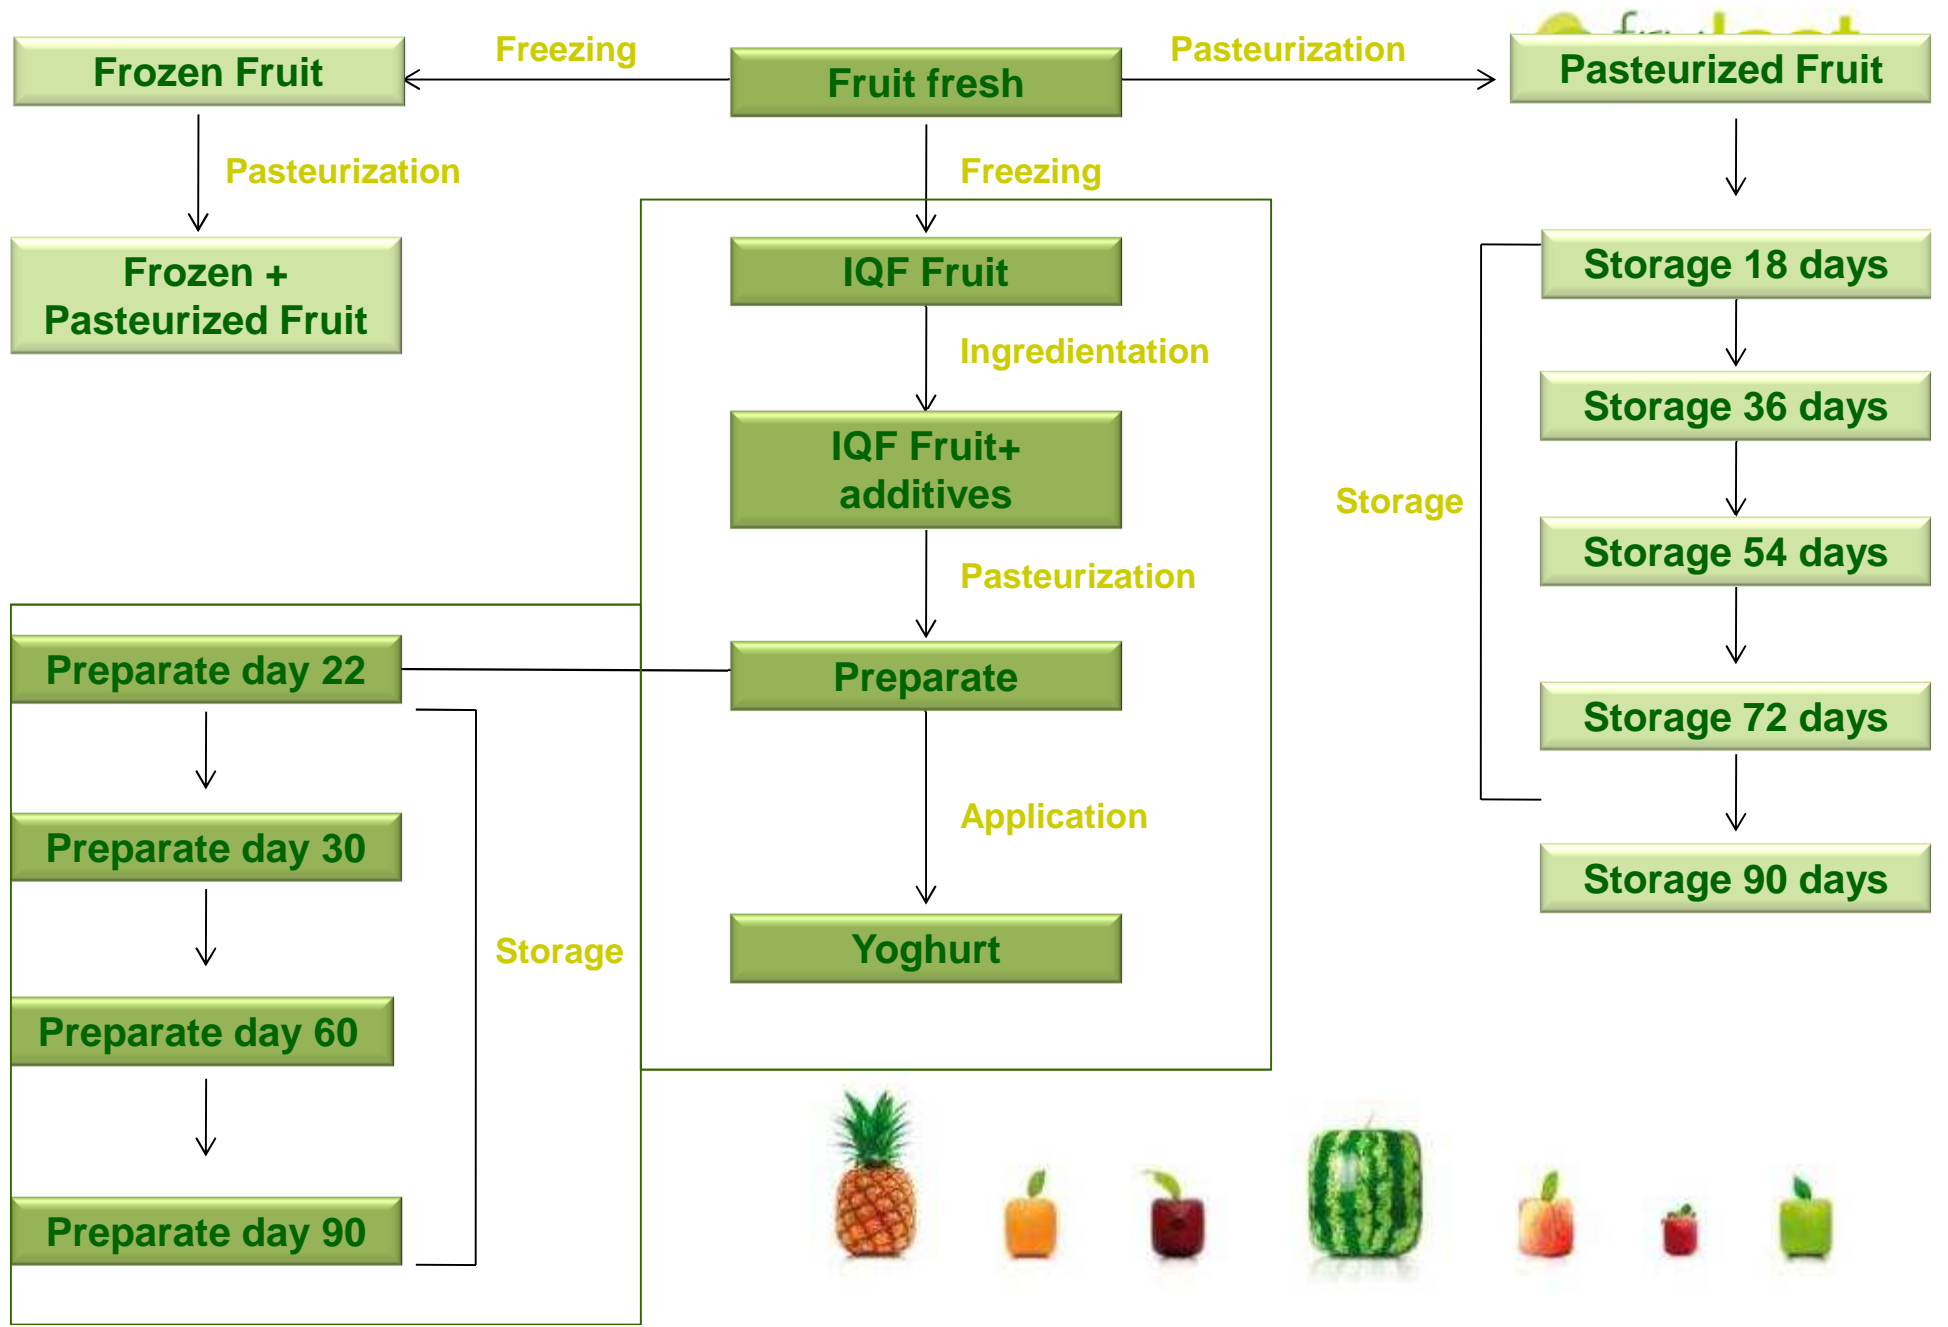 Frozen Fruit
Freezing
Fruit fresh
Pasteurization
Pasteurized Fruit
Pasteurization
Freezing
Frozen +
Pasteurized Fruit
IQF Fruit
Storage 18 days
Ingredientation
Storage 36 days
IQF Fruit+
additives
Storage
Storage 54 days
Pasteurization
Preparate day 22
Preparate
Storage 72 days
Preparate day 30
Application
Storage 90 days
Storage
Yoghurt
Preparate day 60
Preparate day 90